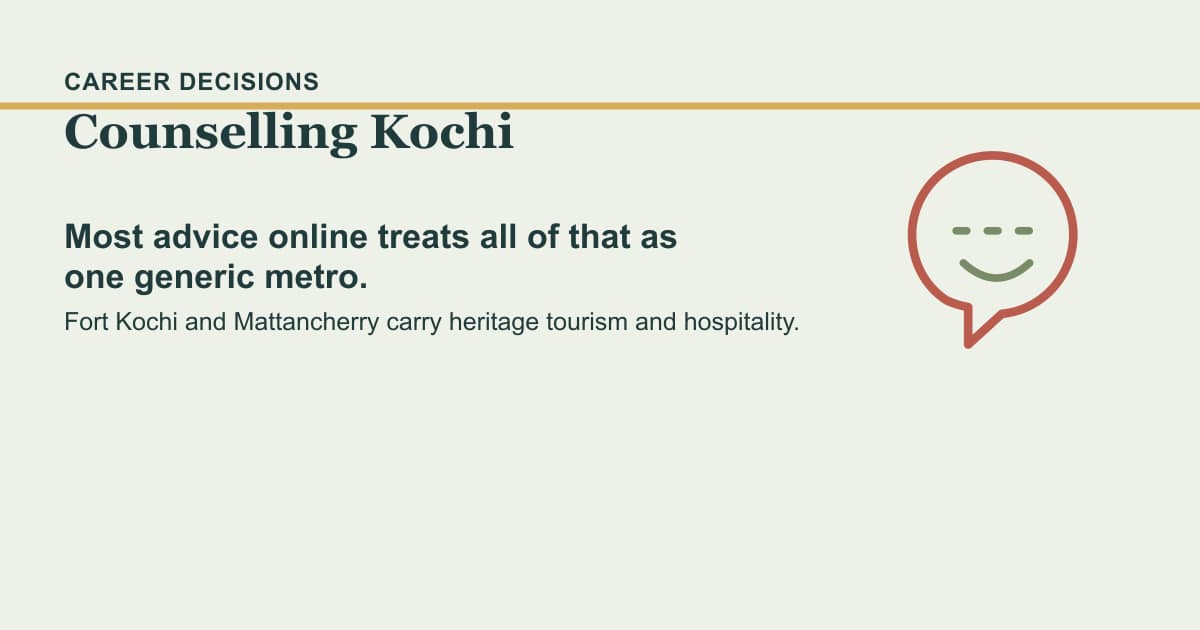 CAREER DECISIONS
Counselling Kochi
Most advice online treats all of that as
one generic metro.
Fort Kochi and Mattancherry carry heritage tourism and hospitality.